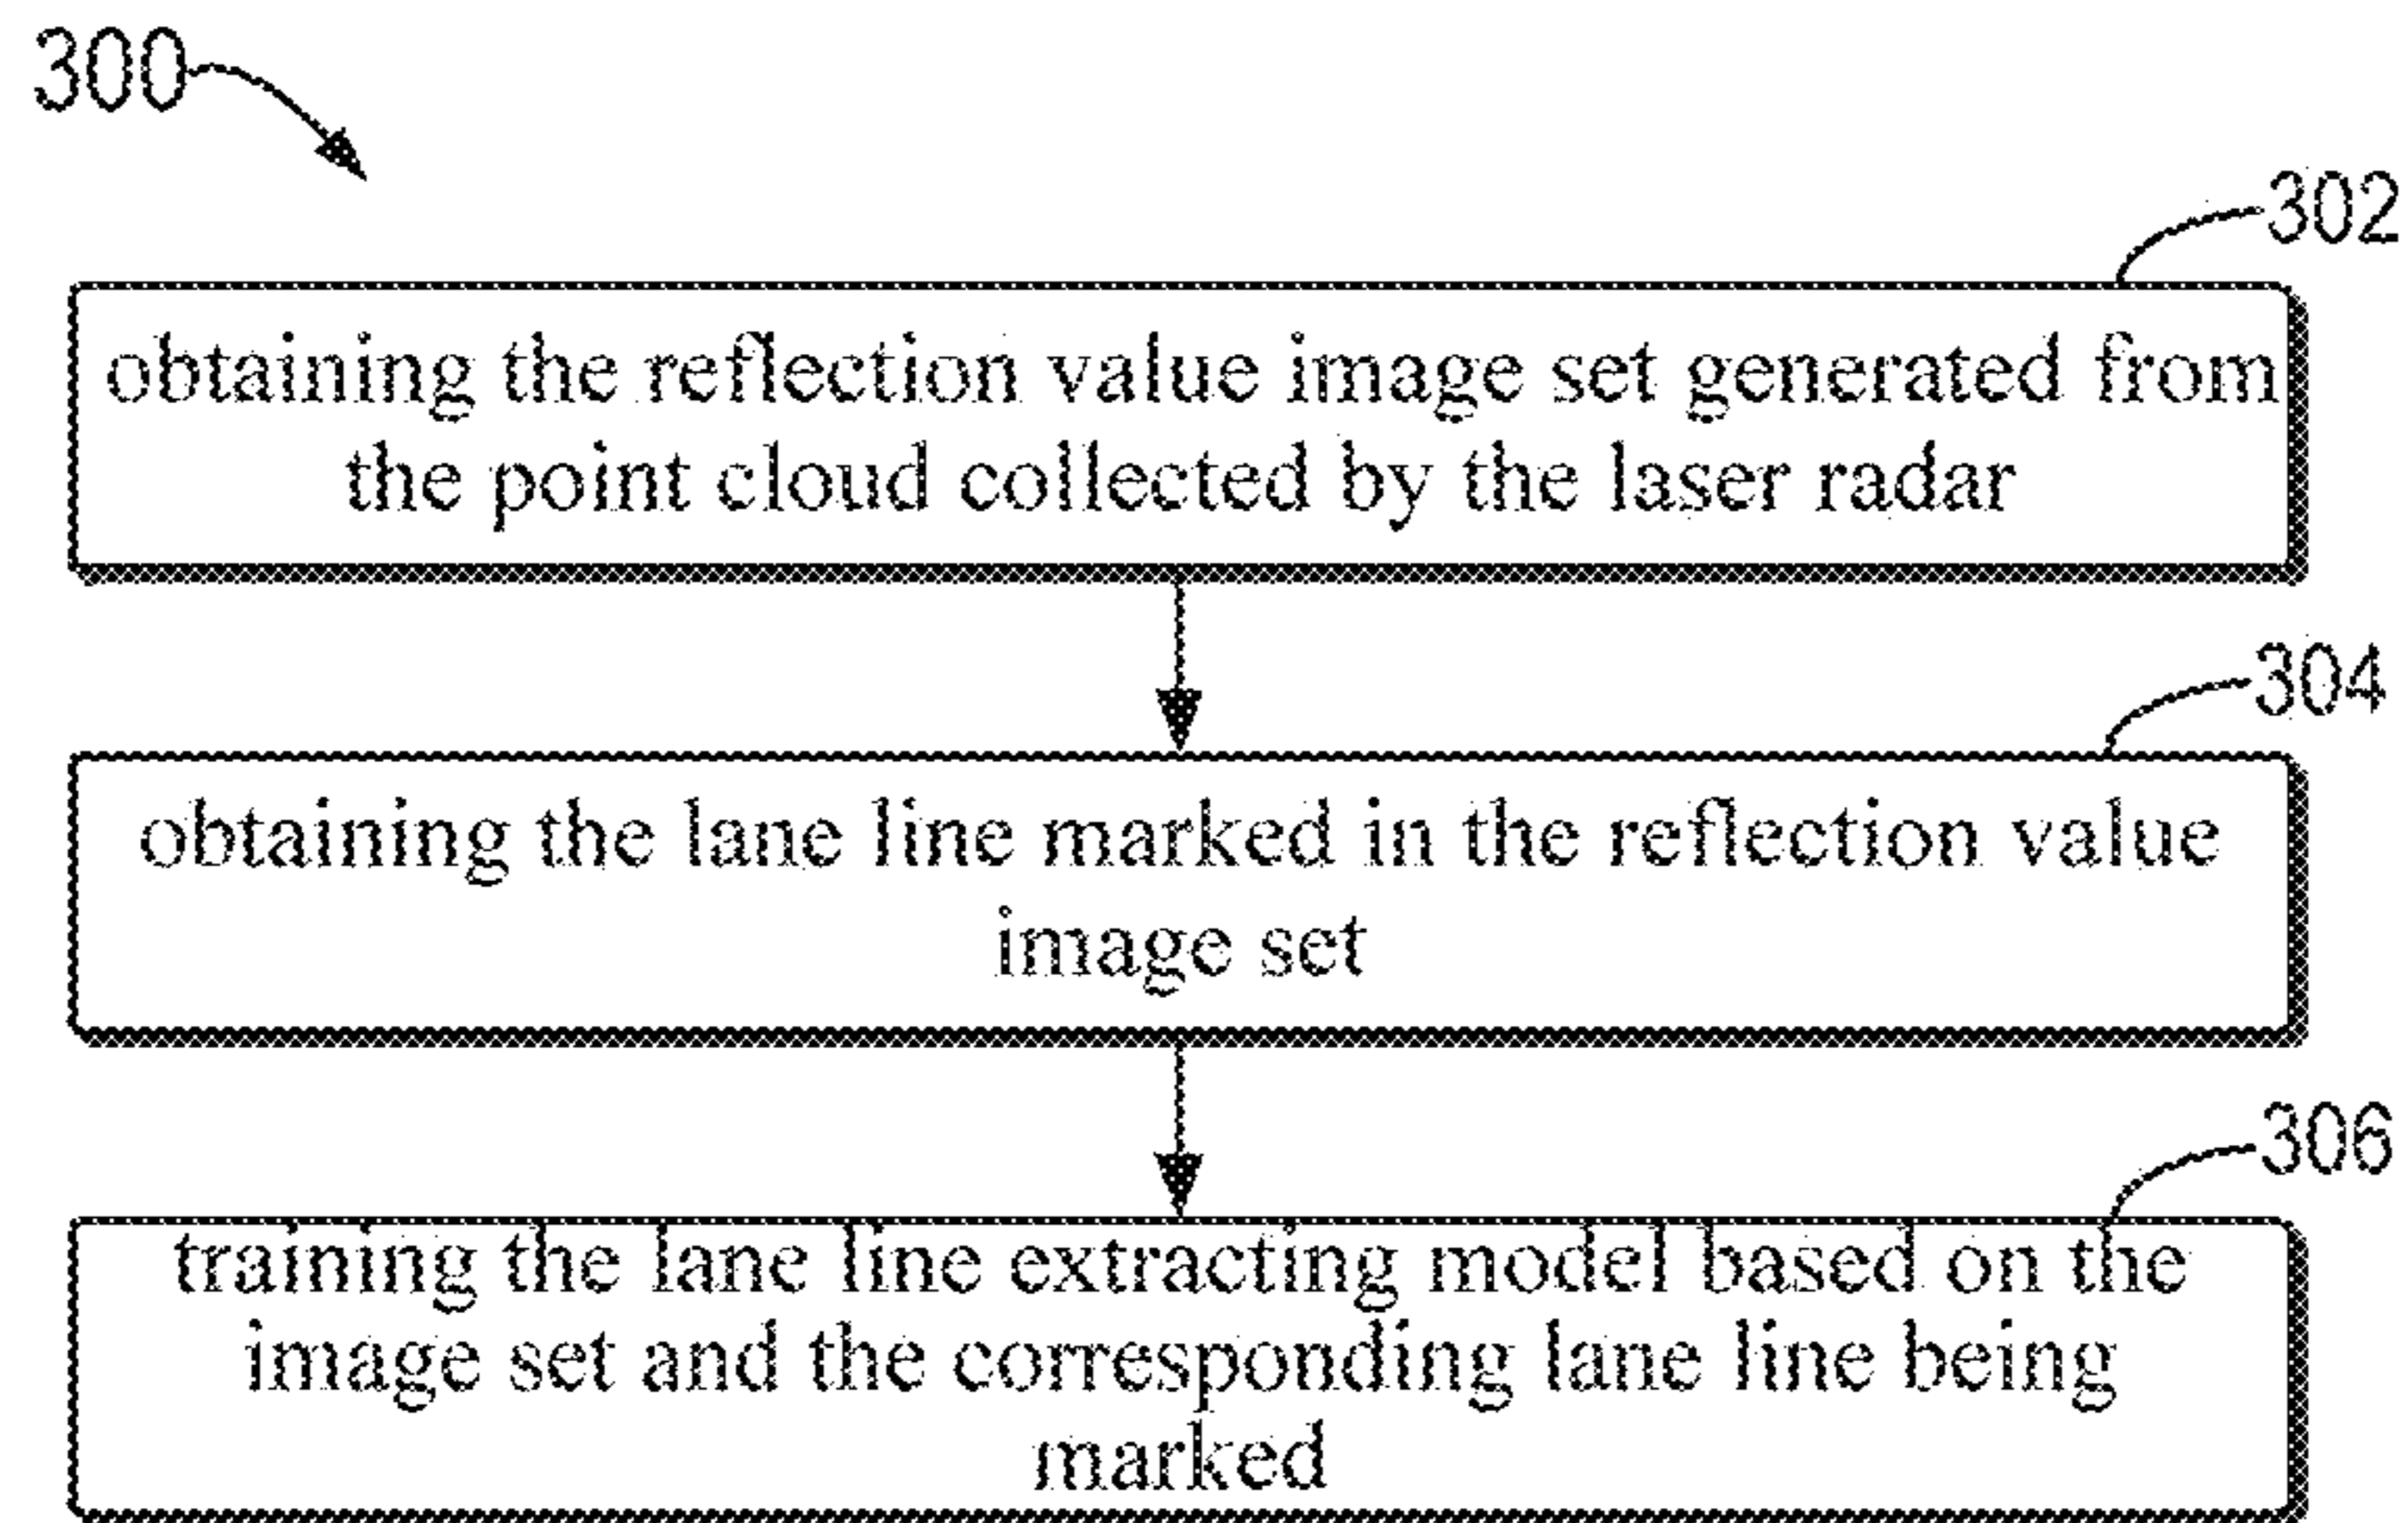 300
302
obtaining the reflection value image set generated from
the point cloud collected by the laser radar
304
obtaining the lane line marked in the reflection value
image set
306
training the lane line extracting model based on the
image set and the corresponding lane line being
marked